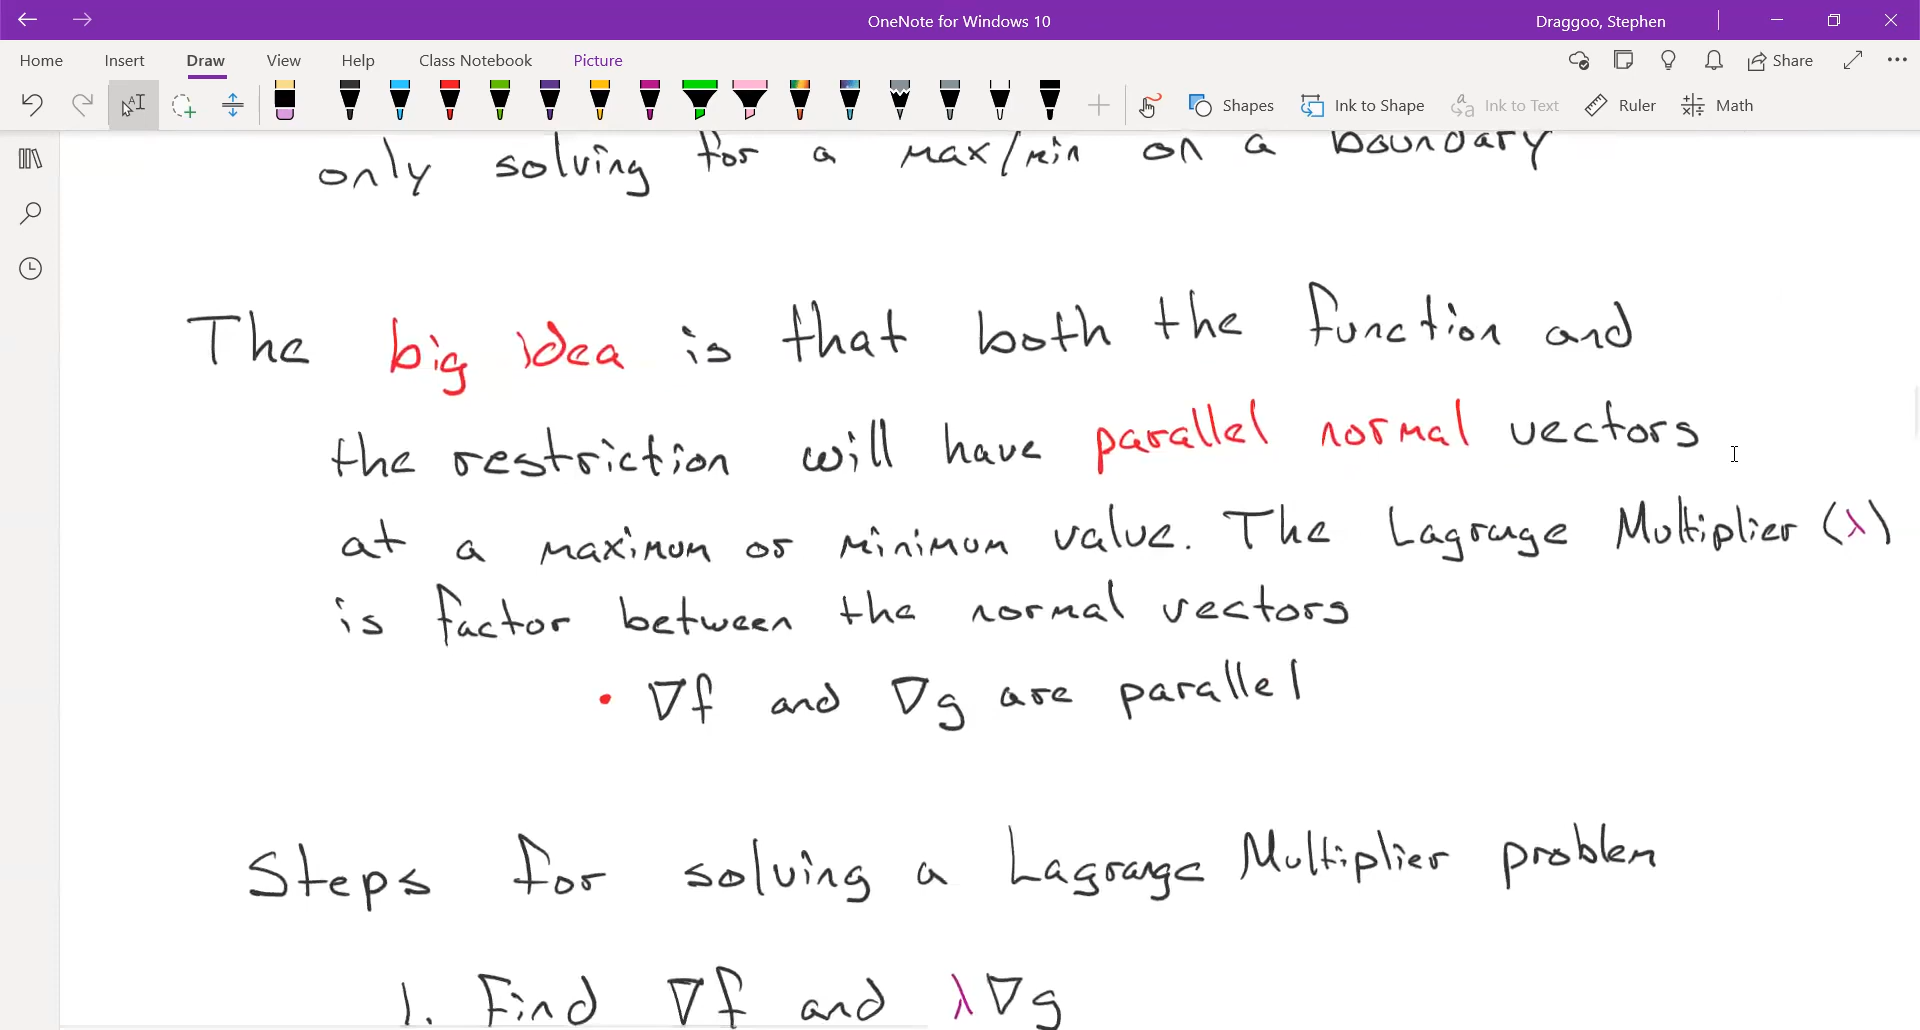 OneNote for Windows 10
Draggoo, Stephen
Home Insert Draw View Help Class Notebook Picture
Share
Shapes Ink to Shape Ink to Text Ruler Math
only solving for a max/min on a boundary
The big idea is that both the function and
the restriction will have parallel normal vectors
at a maximum or minimum value. The Lagrange Multiplier (λ)
is factor between the normal vectors
• ∇f and ∇g are parallel
Steps for solving a Lagrange Multiplier problem
1. Find ∇f and λ∇g